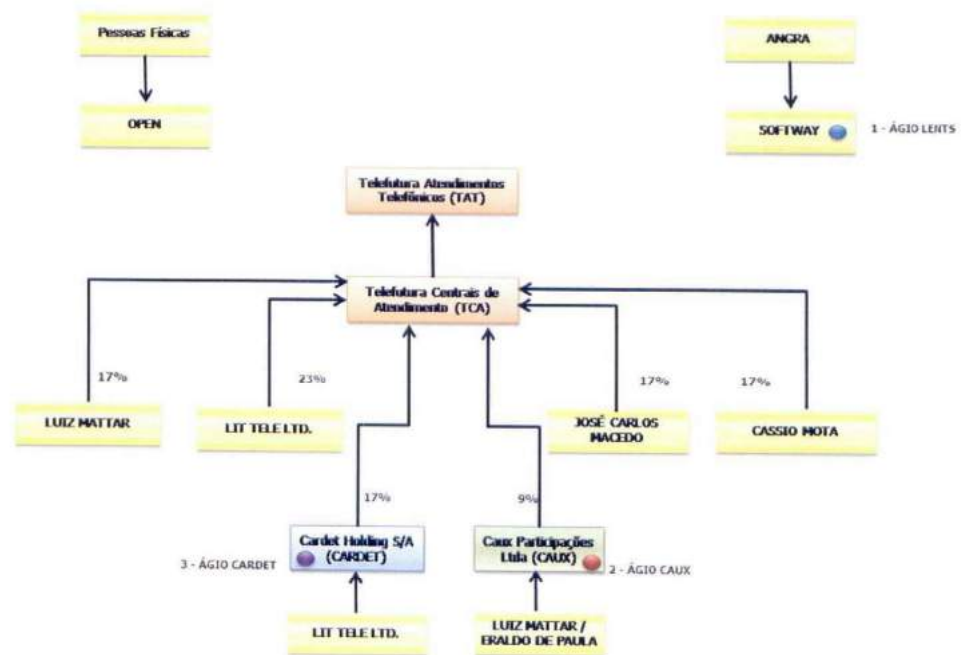 Pessoas Físicas
ANGRA
OPEN
SOFTWAY
1 - ÁGIO LENTS
Telefutura Atendimentos
Telefônicos (TAT)
Telefutura Centrais de
Atendimento (TCA)
17%
23%
17%
17%
LUIZ MATTAR
LIT TELE LTD.
JOSÉ CARLOS
MACEDO
CASSIO MOTA
17%
9%
Cardet Holding S/A
(CARDET)
Caux Participações
Ltda (CAUX)
3 - ÁGIO CARDET
2 - ÁGIO CAUX
LIT TELE LTD.
LUIZ MATTAR /
ERALDO DE PAULA